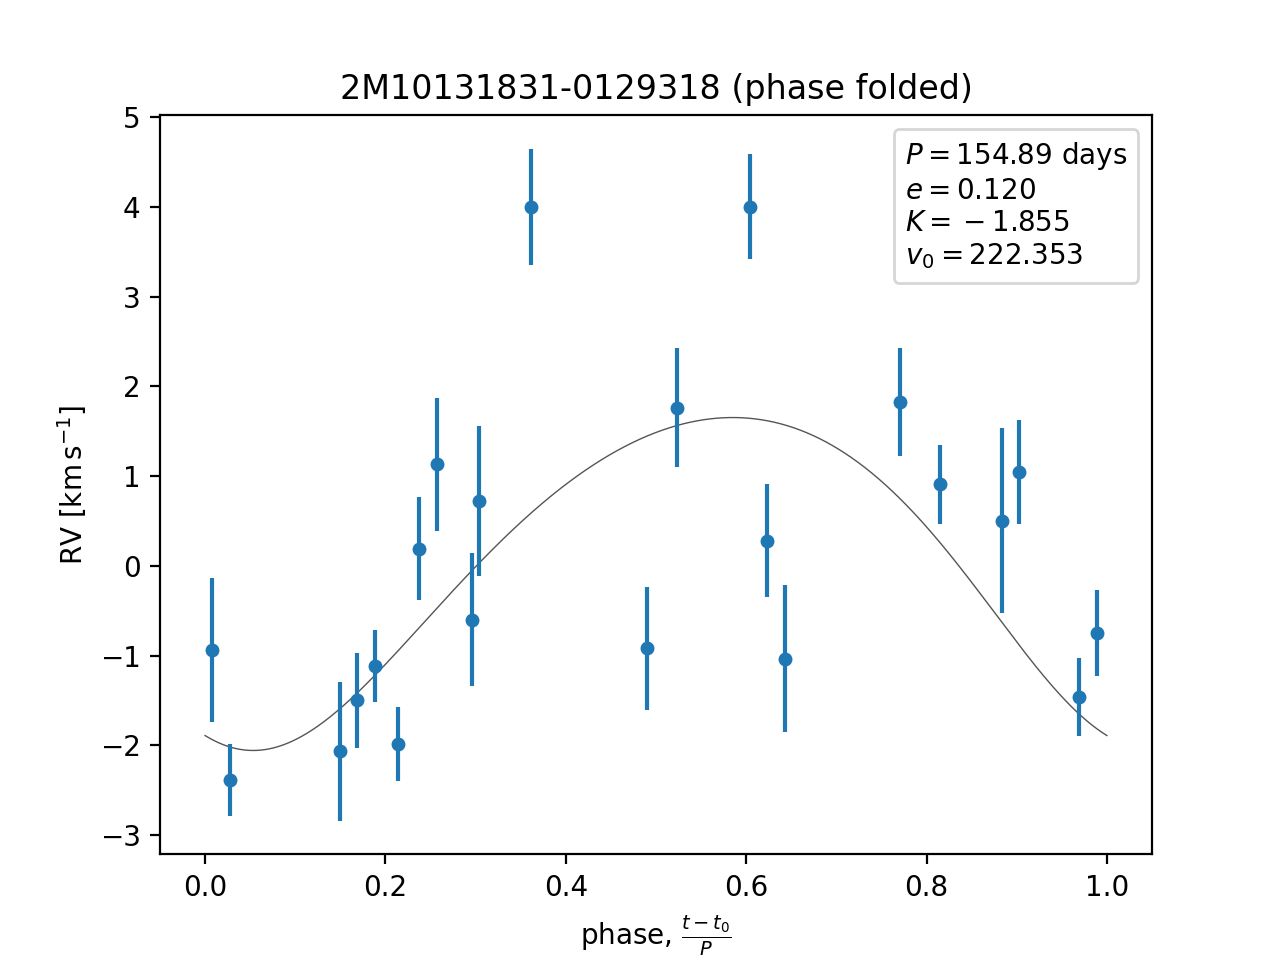 2M10131831-0129318 (phase folded)
P = 154.89 days
e = 0.120
K = −1.855
v₀ = 222.353
RV [km s⁻¹]
5
4
3
2
1
0
−1
−2
−3
0.0 0.2 0.4 0.6 0.8 1.0
phase, (t − t₀)/P